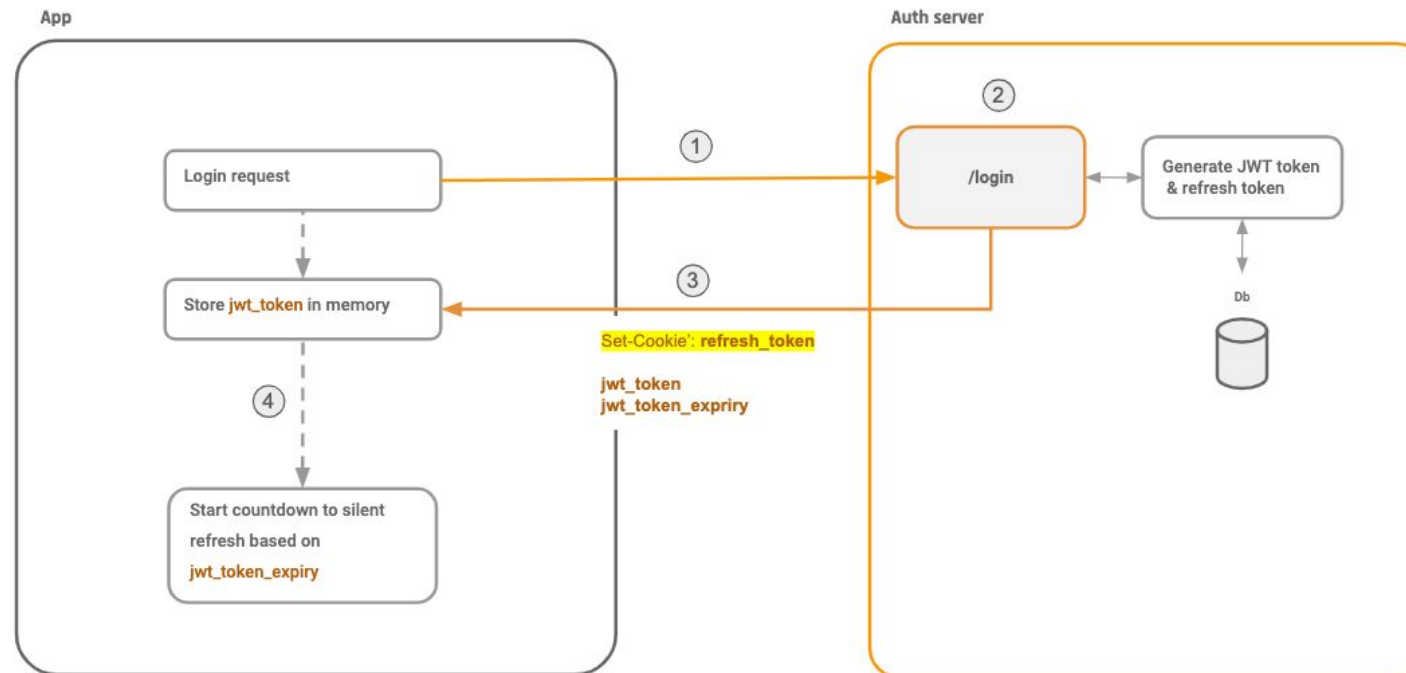 App
Auth server
2
1
Login request
/login
Generate JWT token
& refresh token
3
Store jwt_token in memory
Db
Set-Cookie': refresh_token
jwt_token
jwt_token_expriry
4
Start countdown to silent
refresh based on
jwt_token_expiry